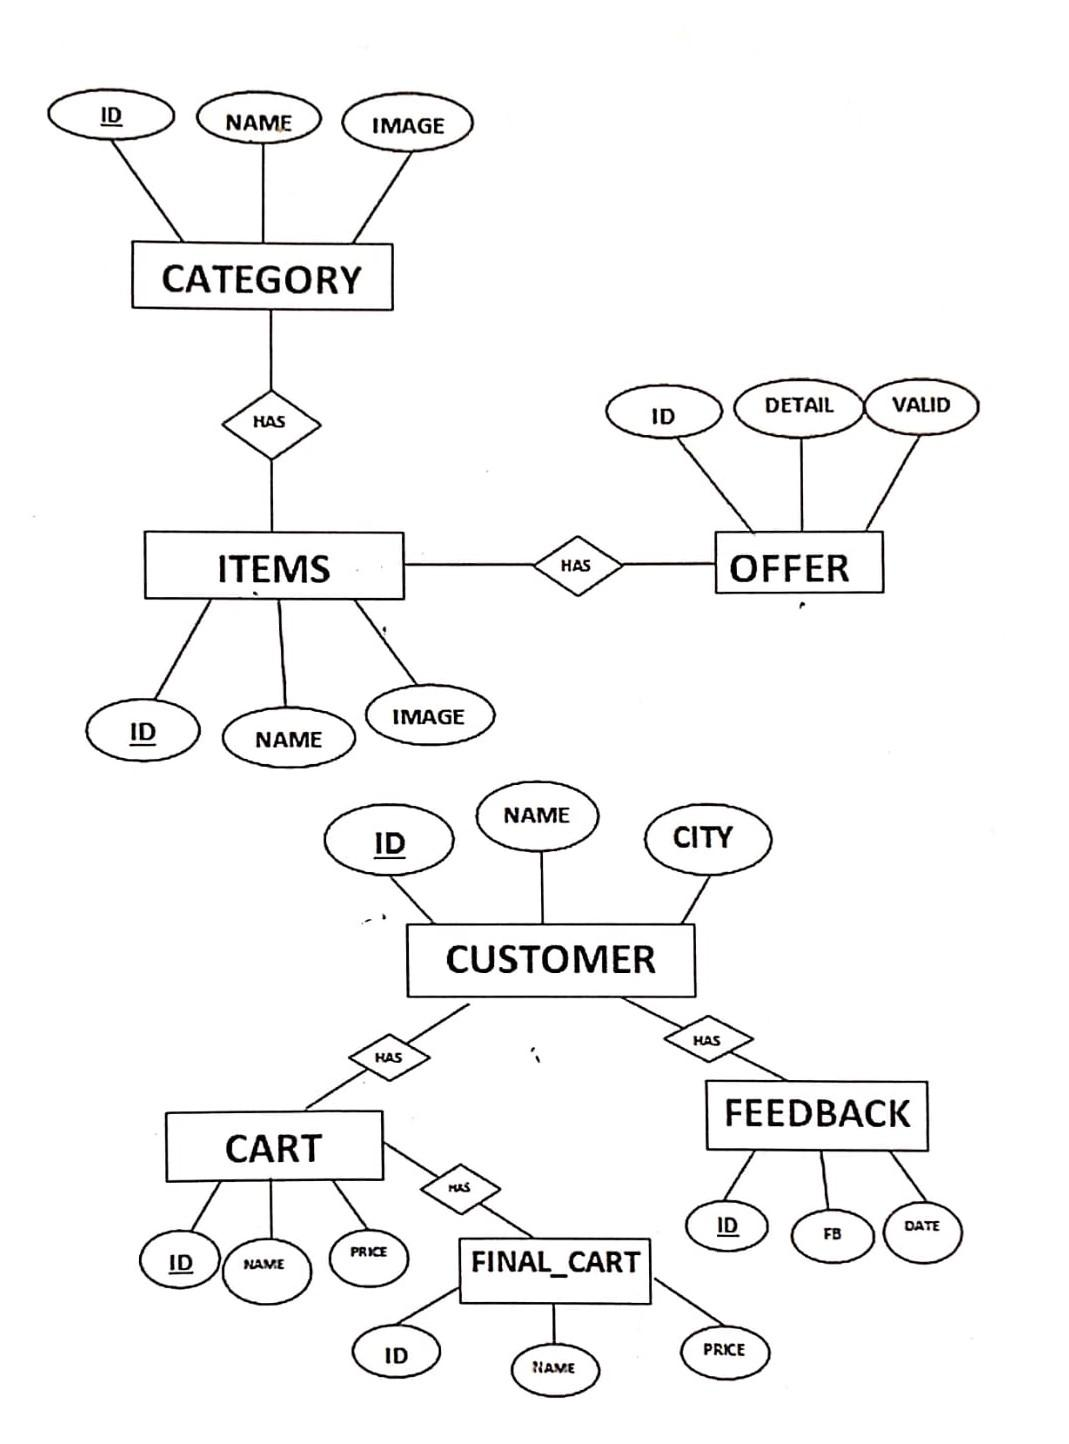 ID
NAME
IMAGE
CATEGORY
HAS
ID
DETAIL
VALID
ITEMS
HAS
OFFER
ID
NAME
IMAGE
ID
NAME
CITY
CUSTOMER
HAS
HAS
CART
FEEDBACK
HAS
ID
NAME
PRICE
ID
FB
DATE
FINAL_CART
ID
NAME
PRICE